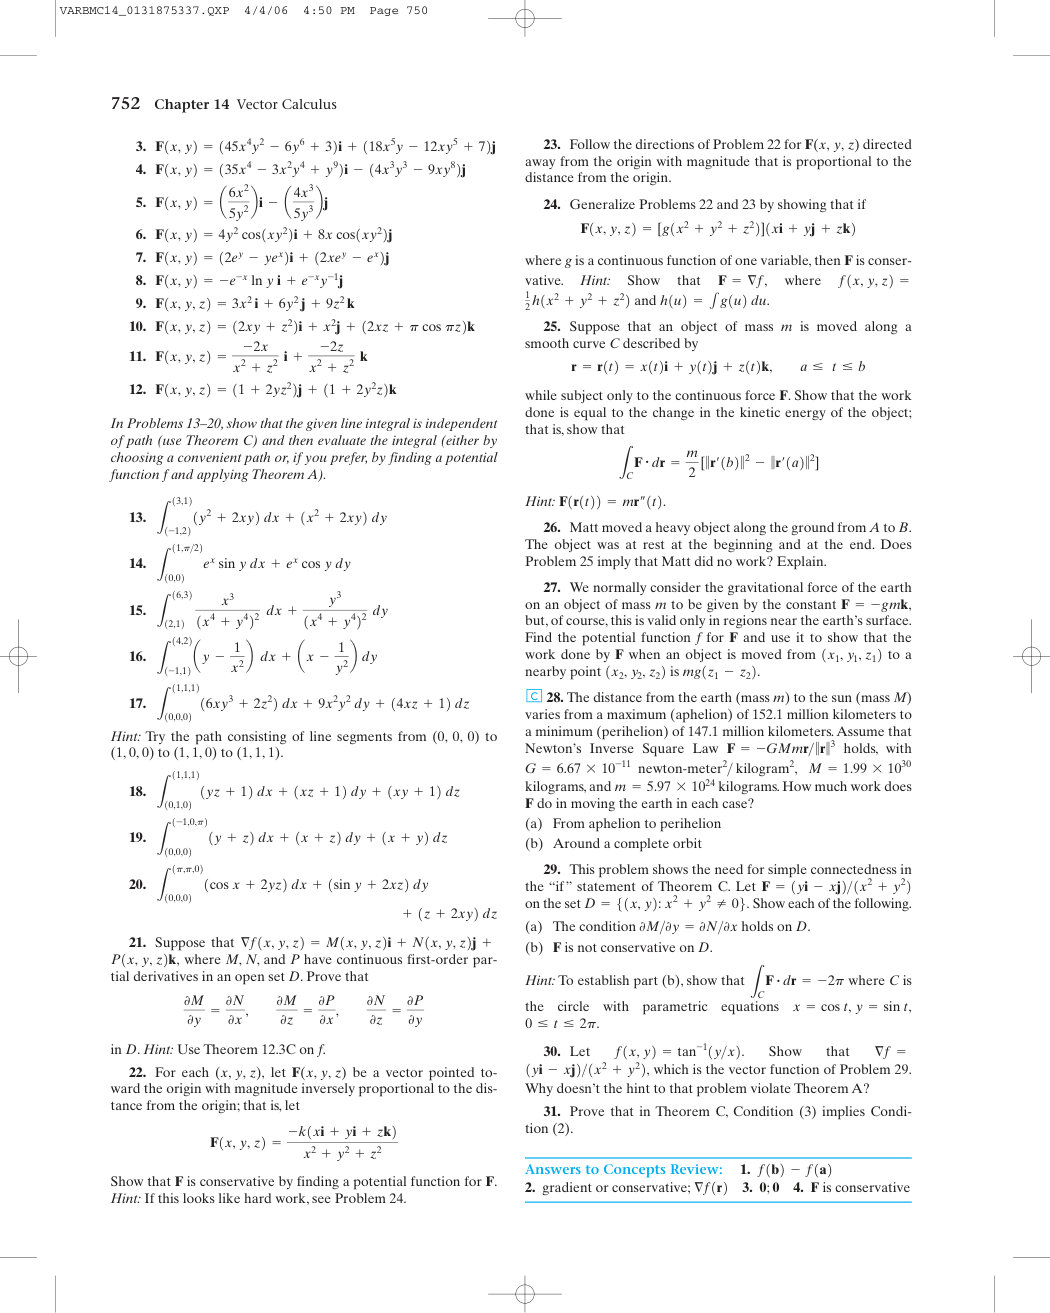 VARBMC14_0131875337.QXP 4/4/06 4:50 PM Page 750
752 Chapter 14 Vector Calculus
3. F(x, y) = (45x⁴y² − 6y⁶ + 3)i + (18x⁵y − 12xy⁵ + 7)j
4. F(x, y) = (35x⁴ − 3x²y⁴ + y⁹)i − (4x³y³ − 9xy⁸)j
5. F(x, y) = (6x²/5y²)i − (4x³/5y³)j
6. F(x, y) = 4y² cos(xy²)i + 8x cos(xy²)j
7. F(x, y) = (2eʸ − yeˣ)i + (2xeʸ − eˣ)j
8. F(x, y) = −e⁻ˣ ln y i + e⁻ˣy⁻¹j
9. F(x, y, z) = 3x²i + 6y²j + 9z²k
10. F(x, y, z) = (2xy + z²)i + x²j + (2xz + π cos πz)k
11. F(x, y, z) = −2x/(x² + z²) i + −2z/(x² + z²) k
12. F(x, y, z) = (1 + 2yz²)j + (1 + 2y²z)k
In Problems 13–20, show that the given line integral is independent
of path (use Theorem C) and then evaluate the integral (either by
choosing a convenient path or, if you prefer, by finding a potential
function f and applying Theorem A).
13. ∫_(−1,2)^(3,1) (y² + 2xy) dx + (x² + 2xy) dy
14. ∫_(0,0)^(1,π/2) eˣ sin y dx + eˣ cos y dy
15. ∫_(2,1)^(6,3) x³/(x⁴ + y⁴)² dx + y³/(x⁴ + y⁴)² dy
16. ∫_(−1,1)^(4,2) (y − 1/x²) dx + (x − 1/y²) dy
17. ∫_(0,0,0)^(1,1,1) (6xy³ + 2z²) dx + 9x²y² dy + (4xz + 1) dz
Hint: Try the path consisting of line segments from (0, 0, 0) to
(1, 0, 0) to (1, 1, 0) to (1, 1, 1).
18. ∫_(0,1,0)^(1,1,1) (yz + 1) dx + (xz + 1) dy + (xy + 1) dz
19. ∫_(0,0,0)^(−1,0,π) (y + z) dx + (x + z) dy + (x + y) dz
20. ∫_(0,0,0)^(π,π,0) (cos x + 2yz) dx + (sin y + 2xz) dy
+ (z + 2xy) dz
21. Suppose that ∇f(x, y, z) = M(x, y, z)i + N(x, y, z)j +
P(x, y, z)k, where M, N, and P have continuous first-order par-
tial derivatives in an open set D. Prove that
∂M/∂y = ∂N/∂x, ∂M/∂z = ∂P/∂x, ∂N/∂z = ∂P/∂y
in D. Hint: Use Theorem 12.3C on f.
22. For each (x, y, z), let F(x, y, z) be a vector pointed to-
ward the origin with magnitude inversely proportional to the dis-
tance from the origin; that is, let
F(x, y, z) = −k(xi + yi + zk)/(x² + y² + z²)
Show that F is conservative by finding a potential function for F.
Hint: If this looks like hard work, see Problem 24.
23. Follow the directions of Problem 22 for F(x, y, z) directed
away from the origin with magnitude that is proportional to the
distance from the origin.
24. Generalize Problems 22 and 23 by showing that if
F(x, y, z) = [g(x² + y² + z²)](xi + yj + zk)
where g is a continuous function of one variable, then F is conser-
vative. Hint: Show that F = ∇f, where f(x, y, z) =
½h(x² + y² + z²) and h(u) = ∫g(u) du.
25. Suppose that an object of mass m is moved along a
smooth curve C described by
r = r(t) = x(t)i + y(t)j + z(t)k, a ≤ t ≤ b
while subject only to the continuous force F. Show that the work
done is equal to the change in the kinetic energy of the object;
that is, show that
∫_C F · dr = m/2 [‖r′(b)‖² − ‖r′(a)‖²]
Hint: F(r(t)) = mr″(t).
26. Matt moved a heavy object along the ground from A to B.
The object was at rest at the beginning and at the end. Does
Problem 25 imply that Matt did no work? Explain.
27. We normally consider the gravitational force of the earth
on an object of mass m to be given by the constant F = −gmk,
but, of course, this is valid only in regions near the earth's surface.
Find the potential function f for F and use it to show that the
work done by F when an object is moved from (x₁, y₁, z₁) to a
nearby point (x₂, y₂, z₂) is mg(z₁ − z₂).
C 28. The distance from the earth (mass m) to the sun (mass M)
varies from a maximum (aphelion) of 152.1 million kilometers to
a minimum (perihelion) of 147.1 million kilometers. Assume that
Newton's Inverse Square Law F = −GMmr/‖r‖³ holds, with
G = 6.67 × 10⁻¹¹ newton-meter²/kilogram², M = 1.99 × 10³⁰
kilograms, and m = 5.97 × 10²⁴ kilograms. How much work does
F do in moving the earth in each case?
(a) From aphelion to perihelion
(b) Around a complete orbit
29. This problem shows the need for simple connectedness in
the "if" statement of Theorem C. Let F = (yi − xj)/(x² + y²)
on the set D = {(x, y): x² + y² ≠ 0}. Show each of the following.
(a) The condition ∂M/∂y = ∂N/∂x holds on D.
(b) F is not conservative on D.
Hint: To establish part (b), show that ∫_C F · dr = −2π where C is
the circle with parametric equations x = cos t, y = sin t,
0 ≤ t ≤ 2π.
30. Let f(x, y) = tan⁻¹(y/x). Show that ∇f =
(yi − xj)/(x² + y²), which is the vector function of Problem 29.
Why doesn't the hint to that problem violate Theorem A?
31. Prove that in Theorem C, Condition (3) implies Condi-
tion (2).
Answers to Concepts Review: 1. f(b) − f(a)
2. gradient or conservative; ∇f(r) 3. 0; 0 4. F is conservative